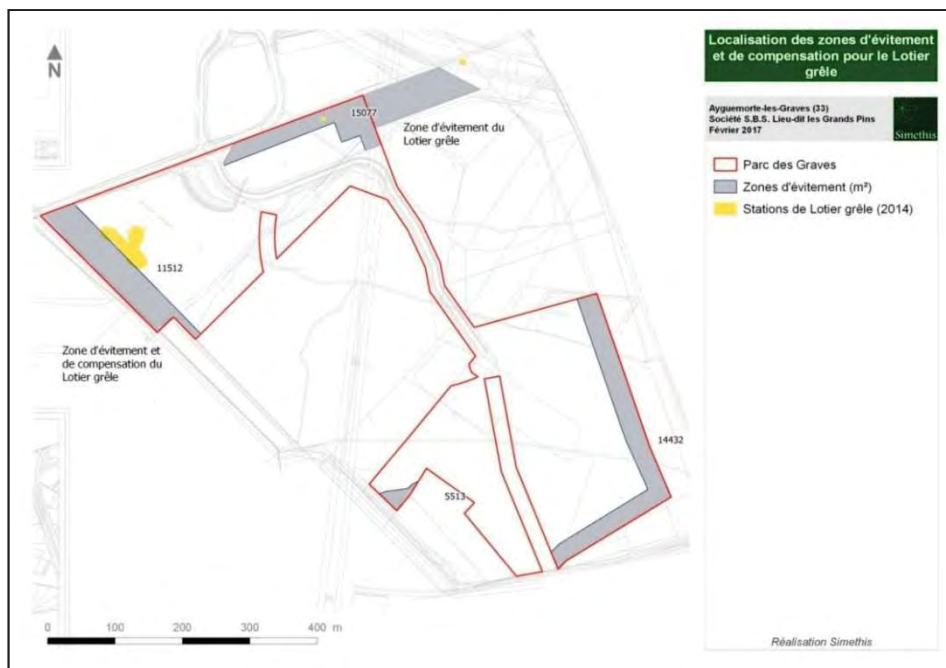 Localisation des zones d'évitement
et de compensation pour le Lotier
grêle
Ayguemorte-les-Graves (33)
Société S.B.S. Lieu-dit les Grands Pins
Février 2017
Simethis
Parc des Graves
Zones d'évitement (m²)
Stations de Lotier grêle (2014)
N
15077
Zone d'évitement du
Lotier grêle
11512
Zone d'évitement et
de compensation du
Lotier grêle
14432
5513
0 100 200 300 400 m
Réalisation Simethis